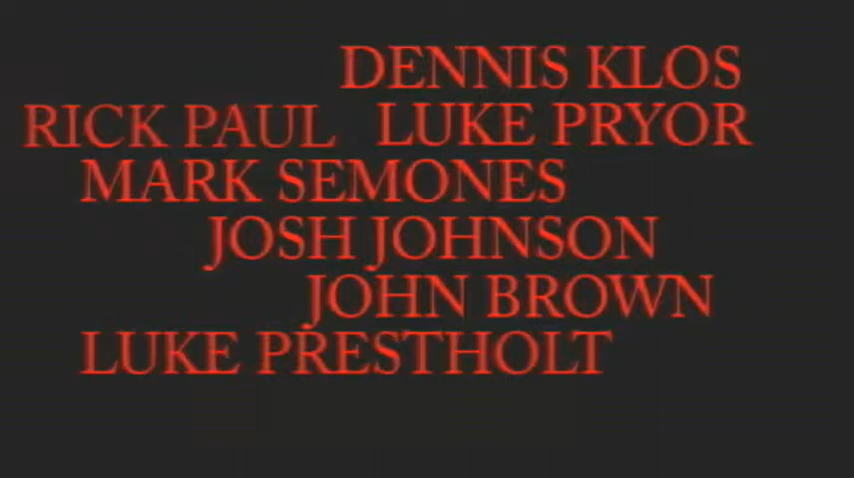 DENNIS KLOS
RICK PAUL LUKE PRYOR
MARK SEMONES
JOSH JOHNSON
JOHN BROWN
LUKE PRESTHOLT